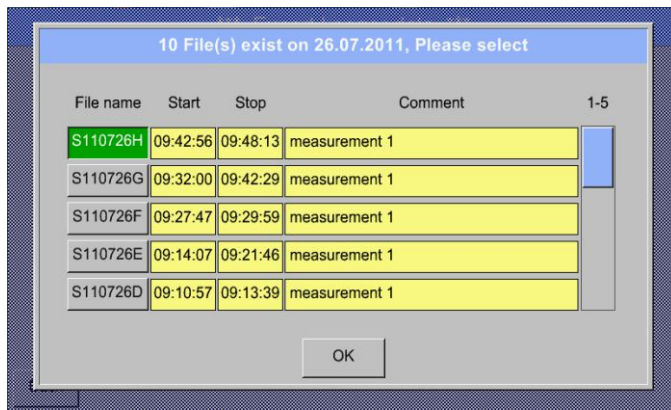 10 File(s) exist on 26.07.2011, Please select
File name Start Stop Comment 1-5
S110726H 09:42:56 09:48:13 measurement 1
S110726G 09:32:00 09:42:29 measurement 1
S110726F 09:27:47 09:29:59 measurement 1
S110726E 09:14:07 09:21:46 measurement 1
S110726D 09:10:57 09:13:39 measurement 1
OK